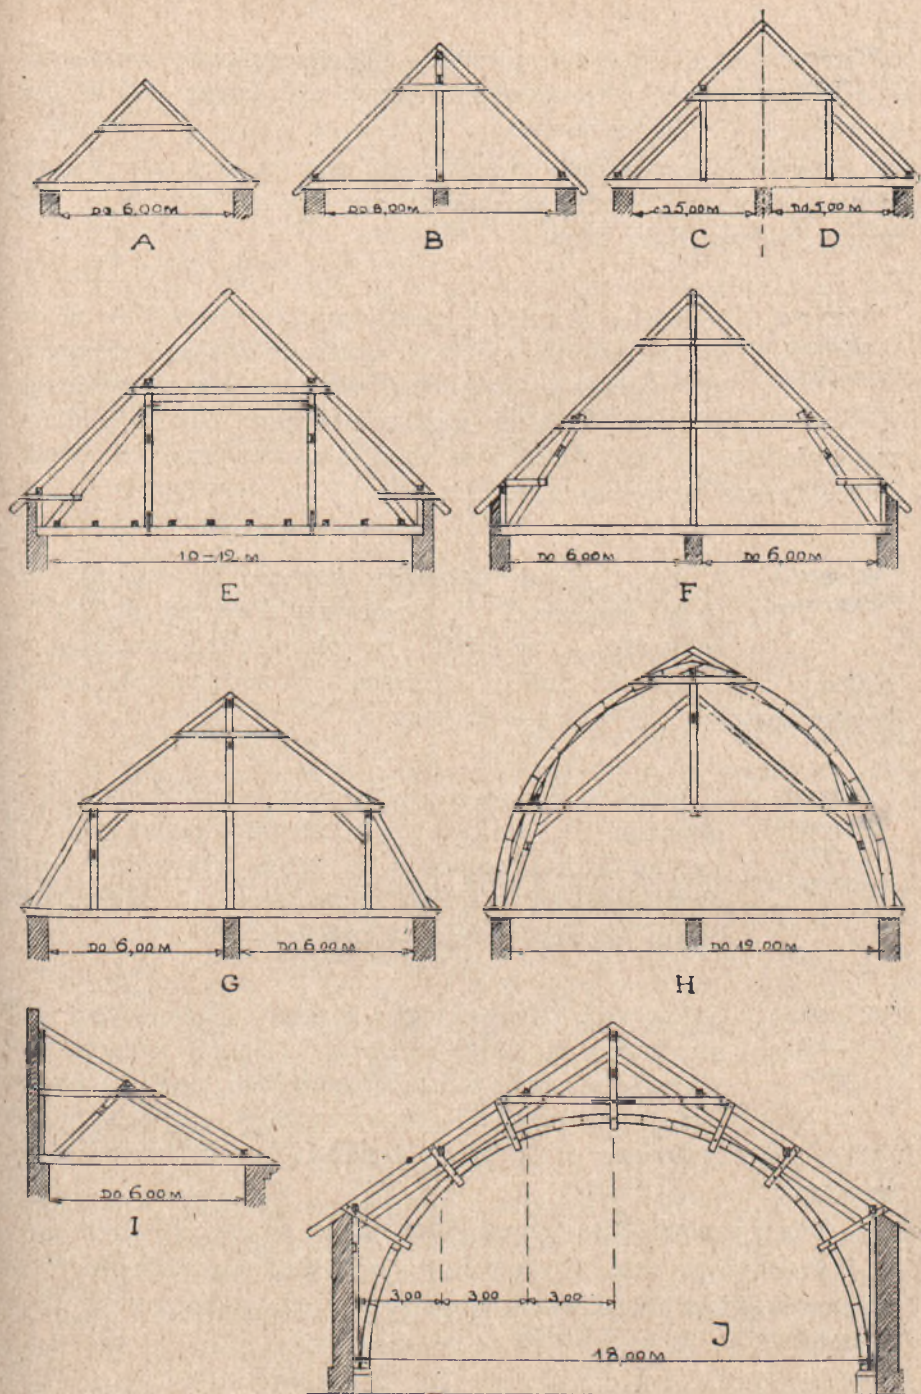 DO 6,00M
A
DO 8,00M
B
DO 5,00M
C
DO 5,00M
D
10-12 M
E
DO 6,00M
DO 6,00M
F
DO 6,00M
DO 6,00M
G
DO 12,00M
H
DO 6,00M
I
3,00
3,00
3,00
18,00M
J